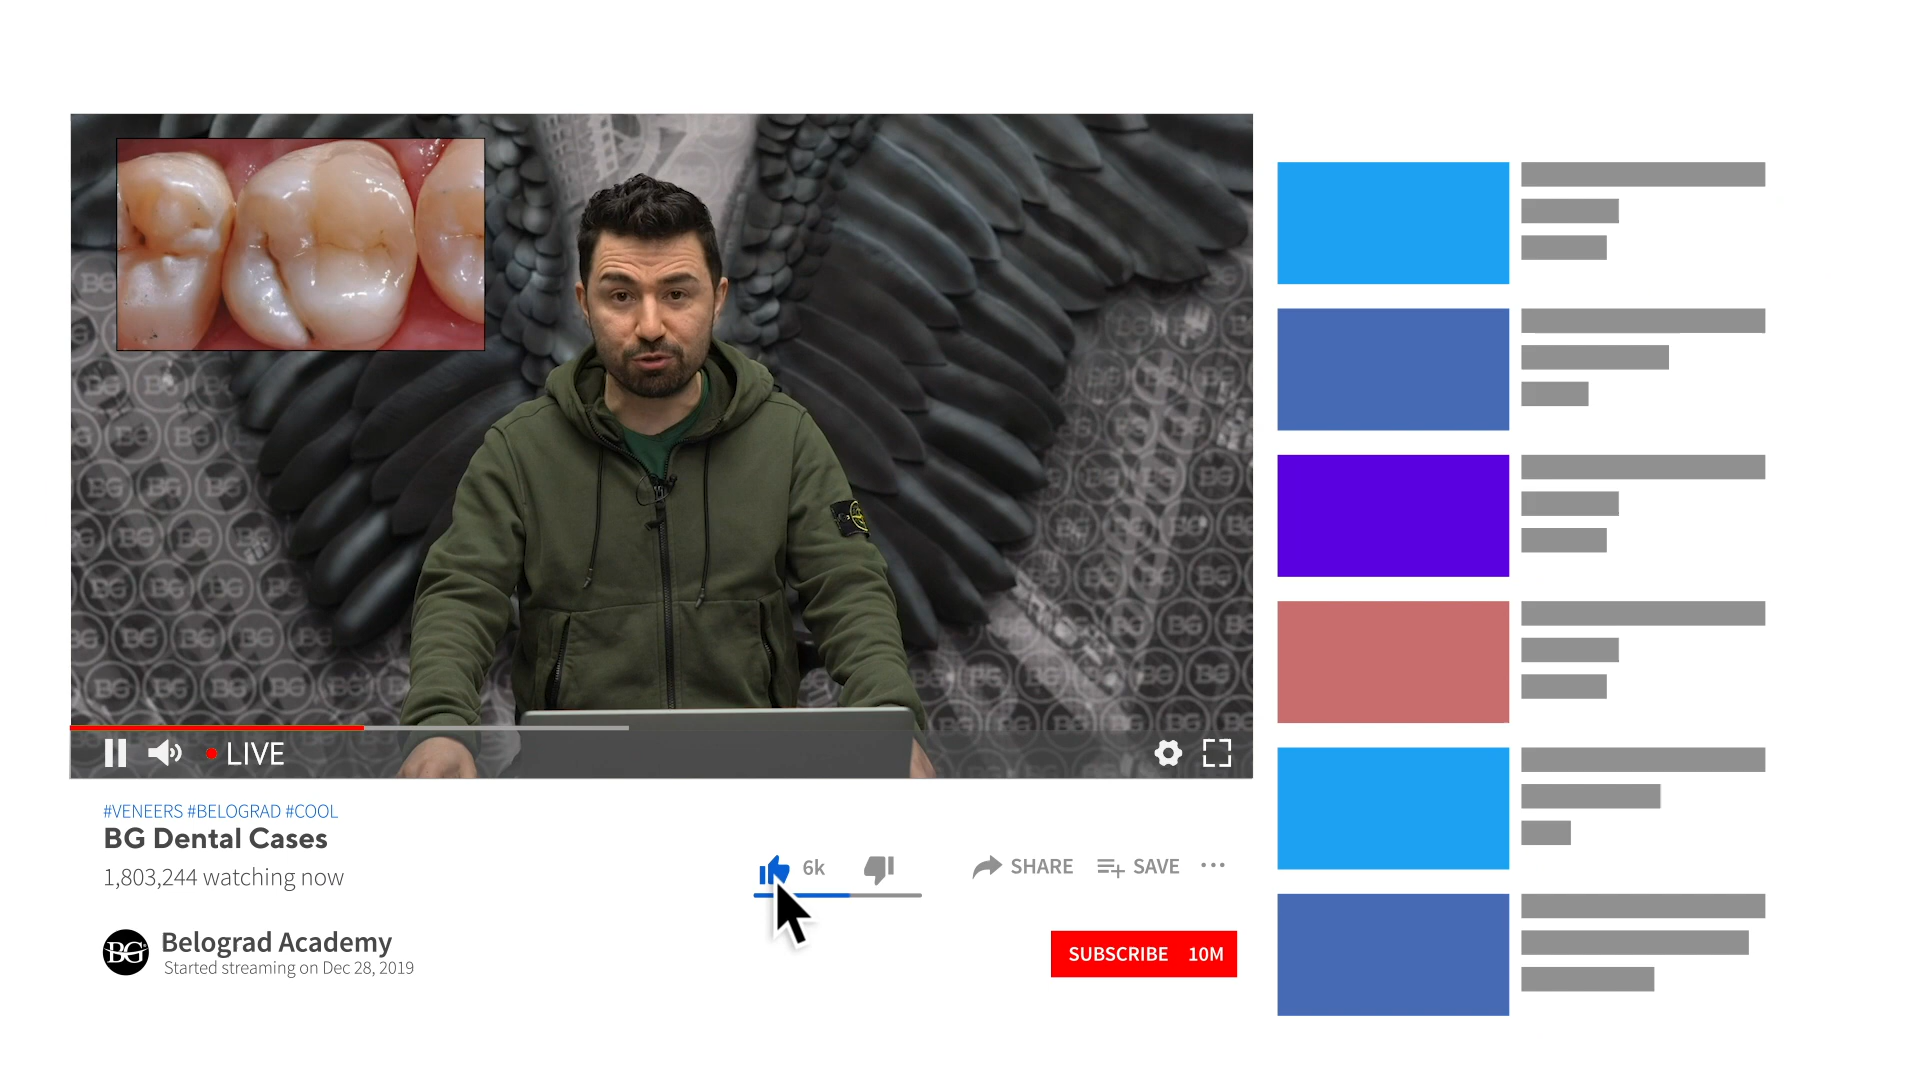 LIVE
#VENEERS #BELOGRAD #COOL
BG Dental Cases
1,803,244 watching now
6k
SHARE
SAVE
BG
Belograd Academy
Started streaming on Dec 28, 2019
SUBSCRIBE 10M